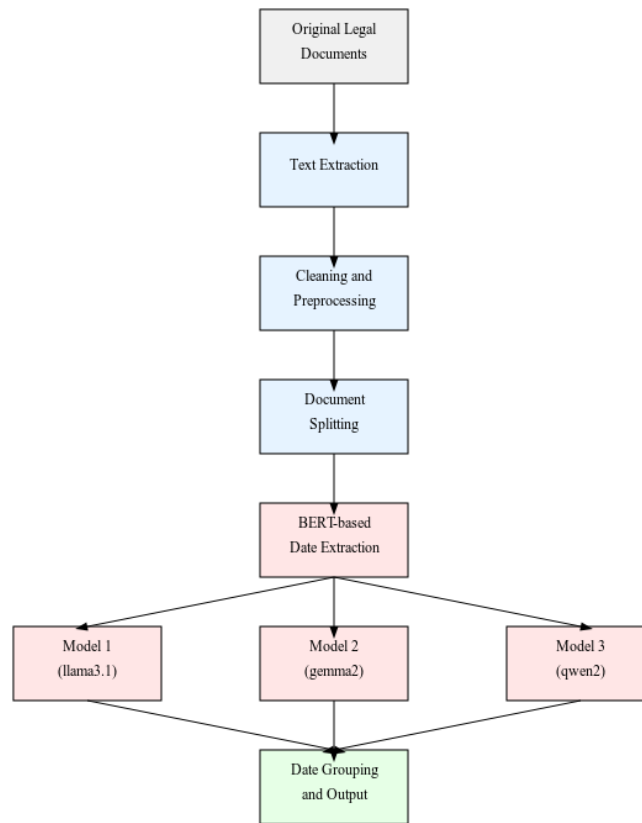 Original Legal
Documents
Text Extraction
Cleaning and
Preprocessing
Document
Splitting
BERT-based
Date Extraction
Model 1
(llama3.1)
Model 2
(gemma2)
Model 3
(qwen2)
Date Grouping
and Output